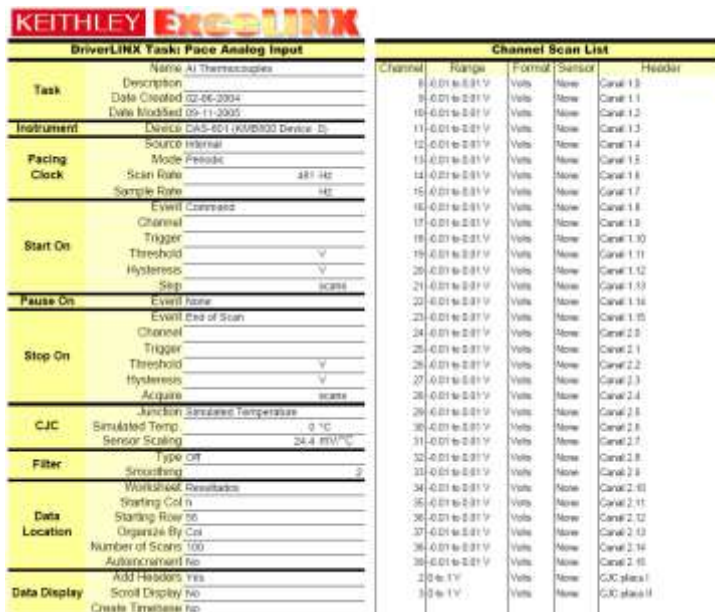 KEITHLEY ExceLINX
DriverLINX Task: Pace Analog Input
Task
Name AI Thermocouples
Description
Date Created 02-06-2004
Date Modified 09-11-2005
Instrument
Device DAS-801 (KMB800 Device 0)
Pacing Clock
Source Internal
Mode Periodic
Scan Rate 481 Hz
Sample Rate Hz
Start On
Event Command
Channel
Trigger
Threshold V
Hysteresis V
Skip scans
Pause On
Event None
Stop On
Event End of Scan
Channel
Trigger
Threshold V
Hysteresis V
Acquire scans
CJC
Junction Simulated Temperature
Simulated Temp. 0 °C
Sensor Scaling 24.4 mV/°C
Filter
Type Off
Smoothing 2
Data Location
Worksheet Resultados
Starting Col h
Starting Row 56
Organize By Col
Number of Scans 100
Autoincrement No
Data Display
Add Headers Yes
Scroll Display No
Create Timebase No
Channel Scan List
Channel Range Format Sensor Header
8 -0.01 to 0.01 V Volts None Canal 1.0
9 -0.01 to 0.01 V Volts None Canal 1.1
10 -0.01 to 0.01 V Volts None Canal 1.2
11 -0.01 to 0.01 V Volts None Canal 1.3
12 -0.01 to 0.01 V Volts None Canal 1.4
13 -0.01 to 0.01 V Volts None Canal 1.5
14 -0.01 to 0.01 V Volts None Canal 1.6
15 -0.01 to 0.01 V Volts None Canal 1.7
16 -0.01 to 0.01 V Volts None Canal 1.8
17 -0.01 to 0.01 V Volts None Canal 1.9
18 -0.01 to 0.01 V Volts None Canal 1.10
19 -0.01 to 0.01 V Volts None Canal 1.11
20 -0.01 to 0.01 V Volts None Canal 1.12
21 -0.01 to 0.01 V Volts None Canal 1.13
22 -0.01 to 0.01 V Volts None Canal 1.14
23 -0.01 to 0.01 V Volts None Canal 1.15
24 -0.01 to 0.01 V Volts None Canal 2.0
25 -0.01 to 0.01 V Volts None Canal 2.1
26 -0.01 to 0.01 V Volts None Canal 2.2
27 -0.01 to 0.01 V Volts None Canal 2.3
28 -0.01 to 0.01 V Volts None Canal 2.4
29 -0.01 to 0.01 V Volts None Canal 2.5
30 -0.01 to 0.01 V Volts None Canal 2.6
31 -0.01 to 0.01 V Volts None Canal 2.7
32 -0.01 to 0.01 V Volts None Canal 2.8
33 -0.01 to 0.01 V Volts None Canal 2.9
34 -0.01 to 0.01 V Volts None Canal 2.10
35 -0.01 to 0.01 V Volts None Canal 2.11
36 -0.01 to 0.01 V Volts None Canal 2.12
37 -0.01 to 0.01 V Volts None Canal 2.13
38 -0.01 to 0.01 V Volts None Canal 2.14
39 -0.01 to 0.01 V Volts None Canal 2.15
2 0 to 1 V Volts None CJC placa I
3 0 to 1 V Volts None CJC placa II